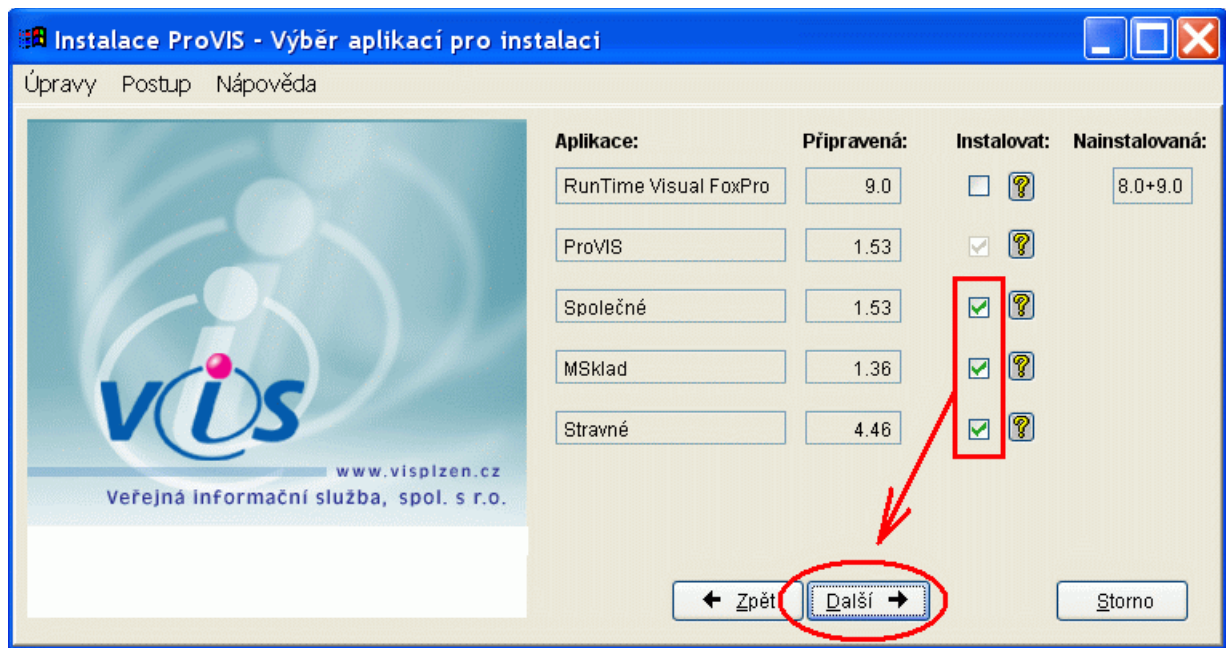 Instalace ProVIS - Výběr aplikací pro instalaci
Úpravy Postup Nápověda
Aplikace: Připravená: Instalovat: Nainstalovaná:
RunTime Visual FoxPro 9.0 8.0+9.0
ProVIS 1.53
Společné 1.53
MSklad 1.36
Stravné 4.46
vis
www.visplzen.cz
Veřejná informační služba, spol. s r.o.
Zpět Další Storno